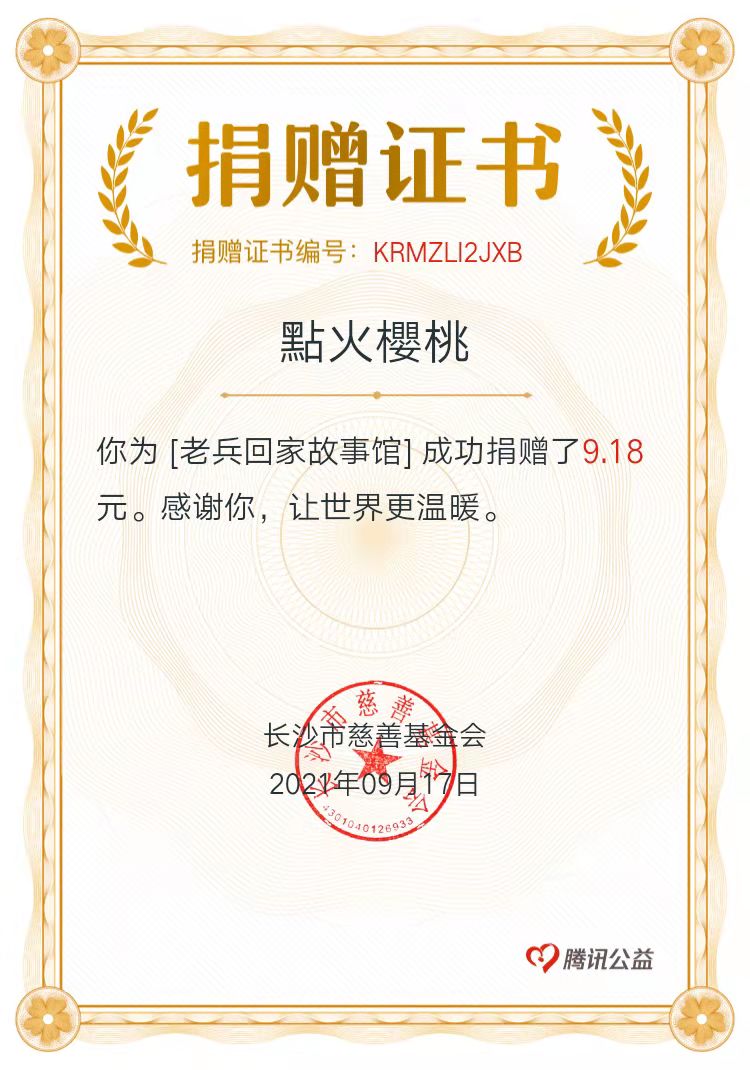 捐赠证书
捐赠证书编号：KRMZLI2JXB
點火櫻桃
你为 [老兵回家故事馆] 成功捐赠了9.18
元。感谢你，让世界更温暖。
长沙市慈善基金会
长沙市慈善基金会
2021年09月17日
4301040126933
腾讯公益